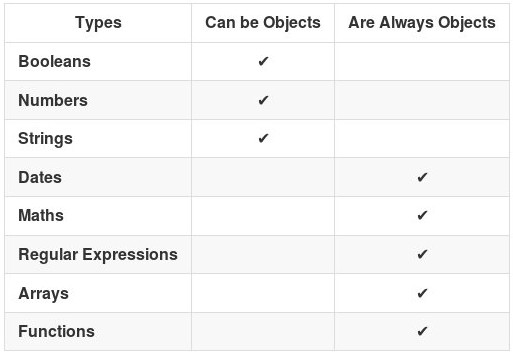 Types Can be Objects Are Always Objects
Booleans ✔
Numbers ✔
Strings ✔
Dates ✔
Maths ✔
Regular Expressions ✔
Arrays ✔
Functions ✔